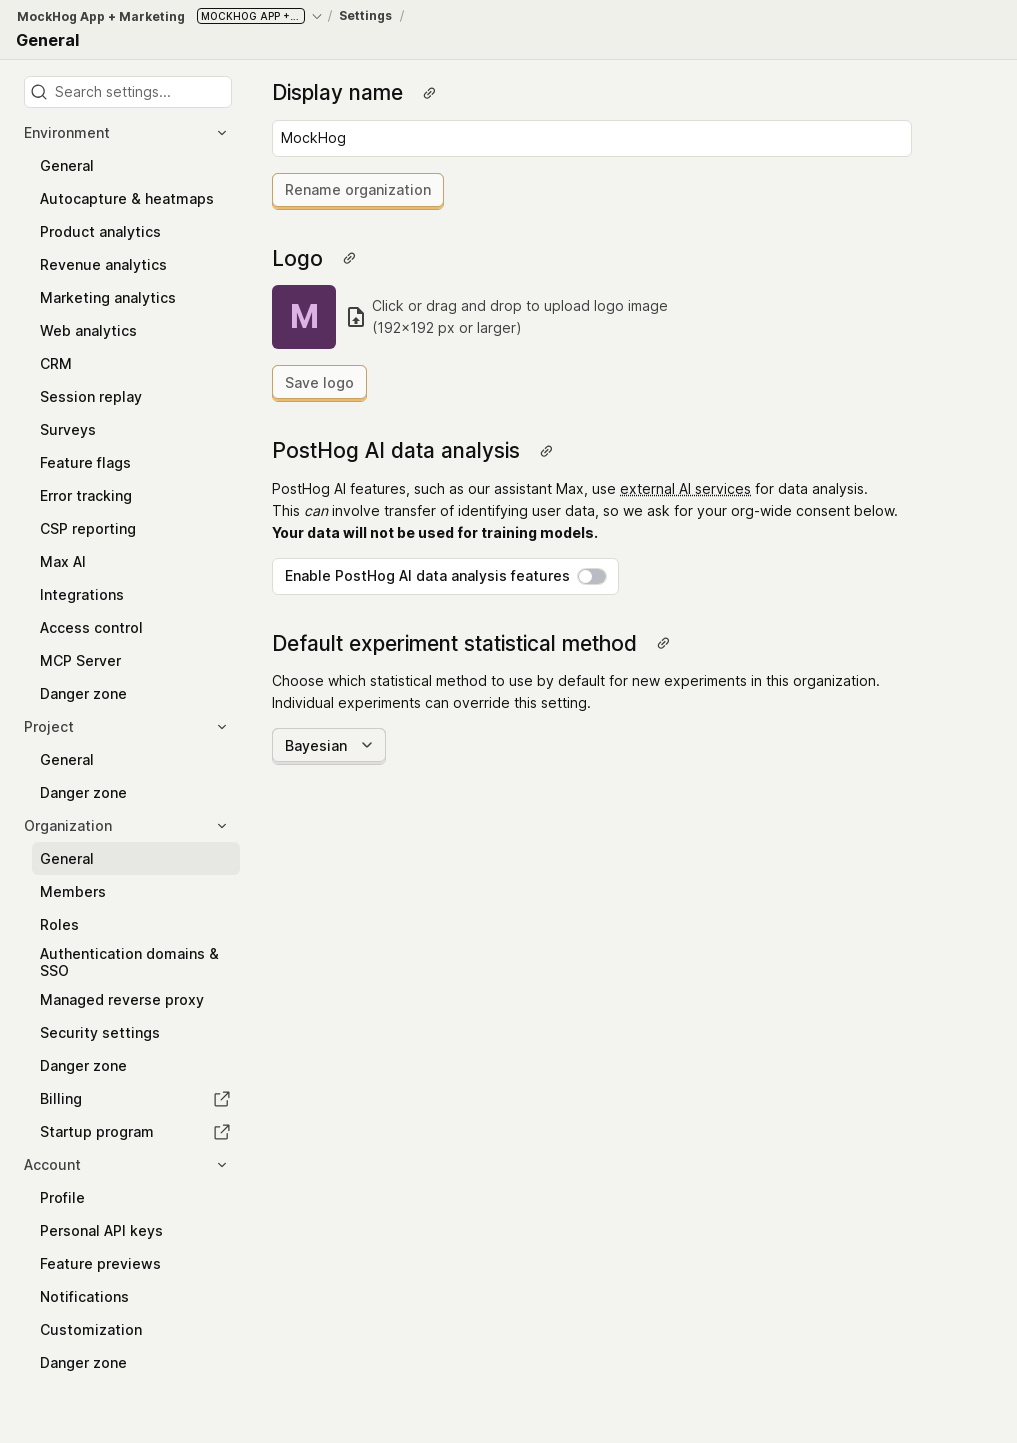 MockHog App + Marketing MOCKHOG APP +... / Settings /
General
Search settings...
Environment
General
Autocapture & heatmaps
Product analytics
Revenue analytics
Marketing analytics
Web analytics
CRM
Session replay
Surveys
Feature flags
Error tracking
CSP reporting
Max AI
Integrations
Access control
MCP Server
Danger zone
Project
General
Danger zone
Organization
General
Members
Roles
Authentication domains &
SSO
Managed reverse proxy
Security settings
Danger zone
Billing
Startup program
Account
Profile
Personal API keys
Feature previews
Notifications
Customization
Danger zone
Display name
MockHog
Rename organization
Logo
M
Click or drag and drop to upload logo image
(192x192 px or larger)
Save logo
PostHog AI data analysis
PostHog AI features, such as our assistant Max, use external AI services for data analysis.
This can involve transfer of identifying user data, so we ask for your org-wide consent below.
Your data will not be used for training models.
Enable PostHog AI data analysis features
Default experiment statistical method
Choose which statistical method to use by default for new experiments in this organization.
Individual experiments can override this setting.
Bayesian